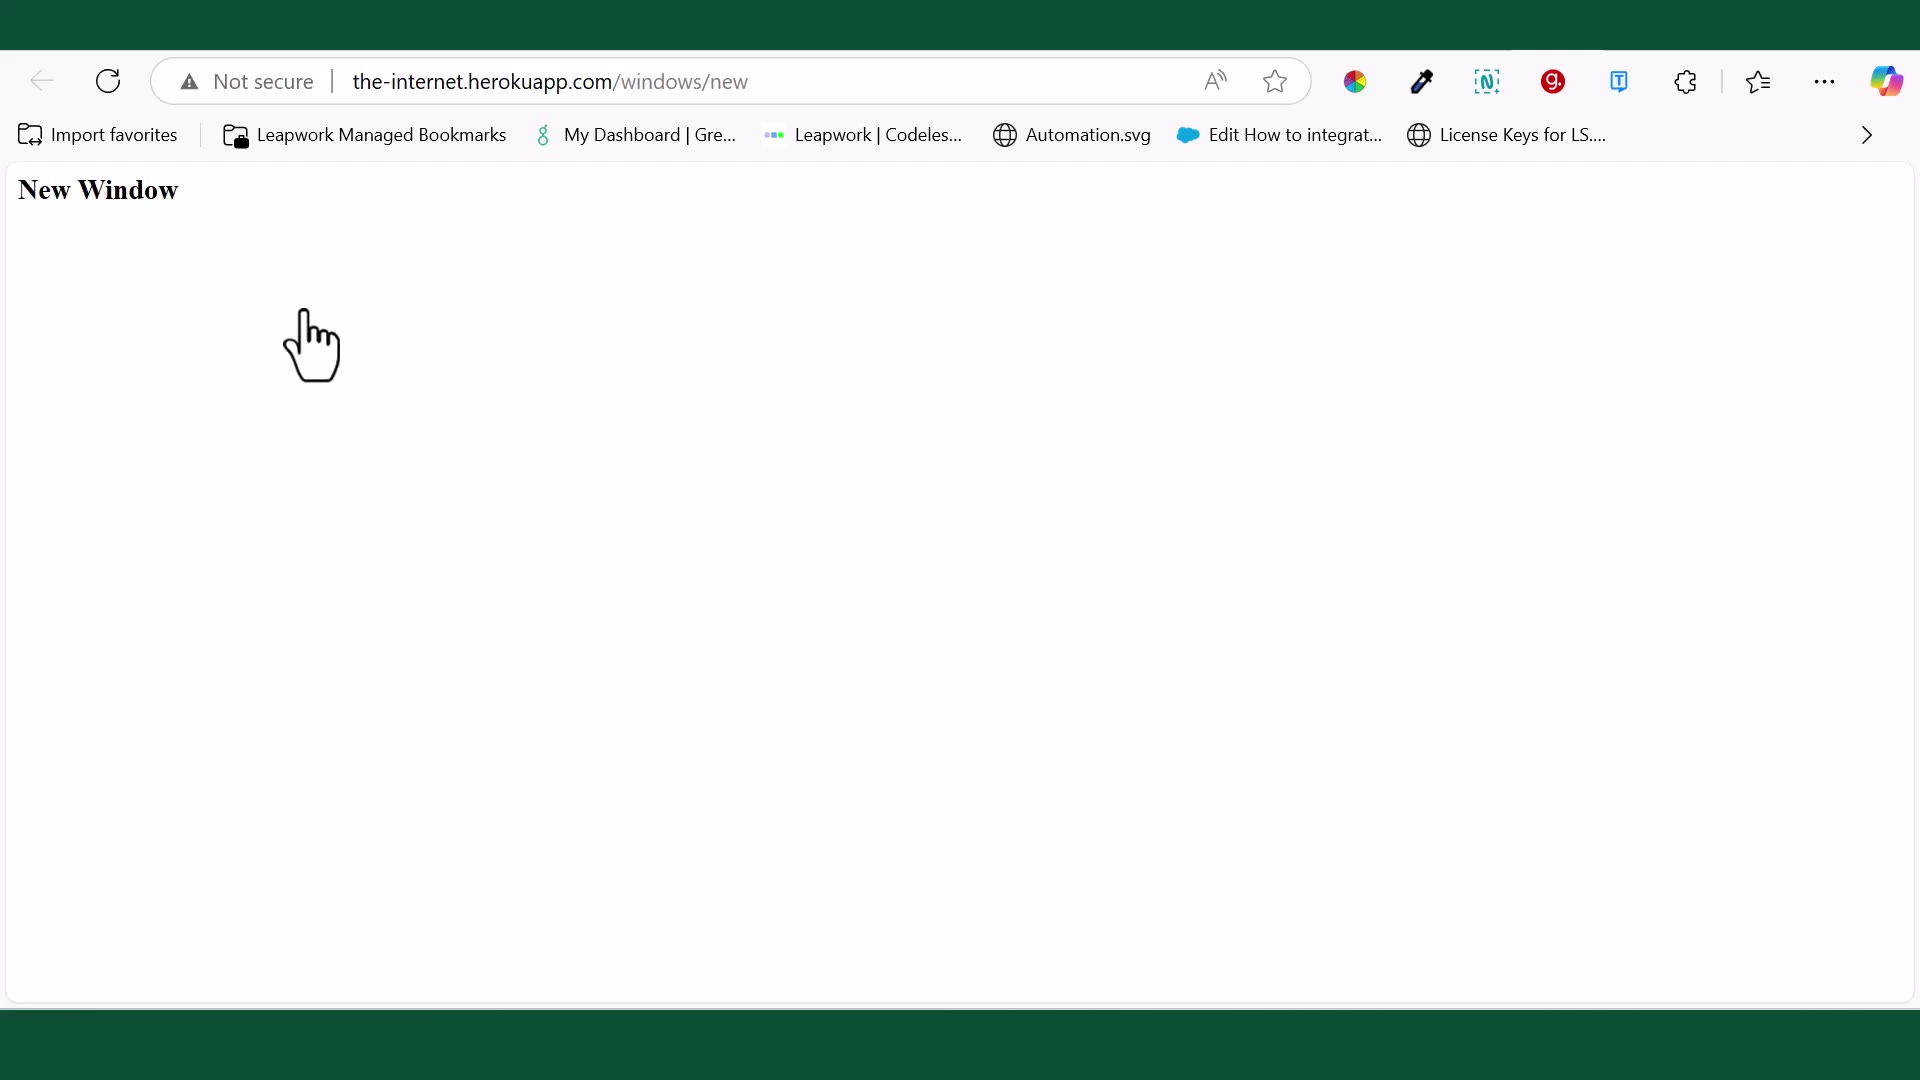 Not secure the-internet.herokuapp.com/windows/new
Import favorites Leapwork Managed Bookmarks My Dashboard | Gre... Leapwork | Codeles... Automation.svg Edit How to integrat... License Keys for LS....
New Window